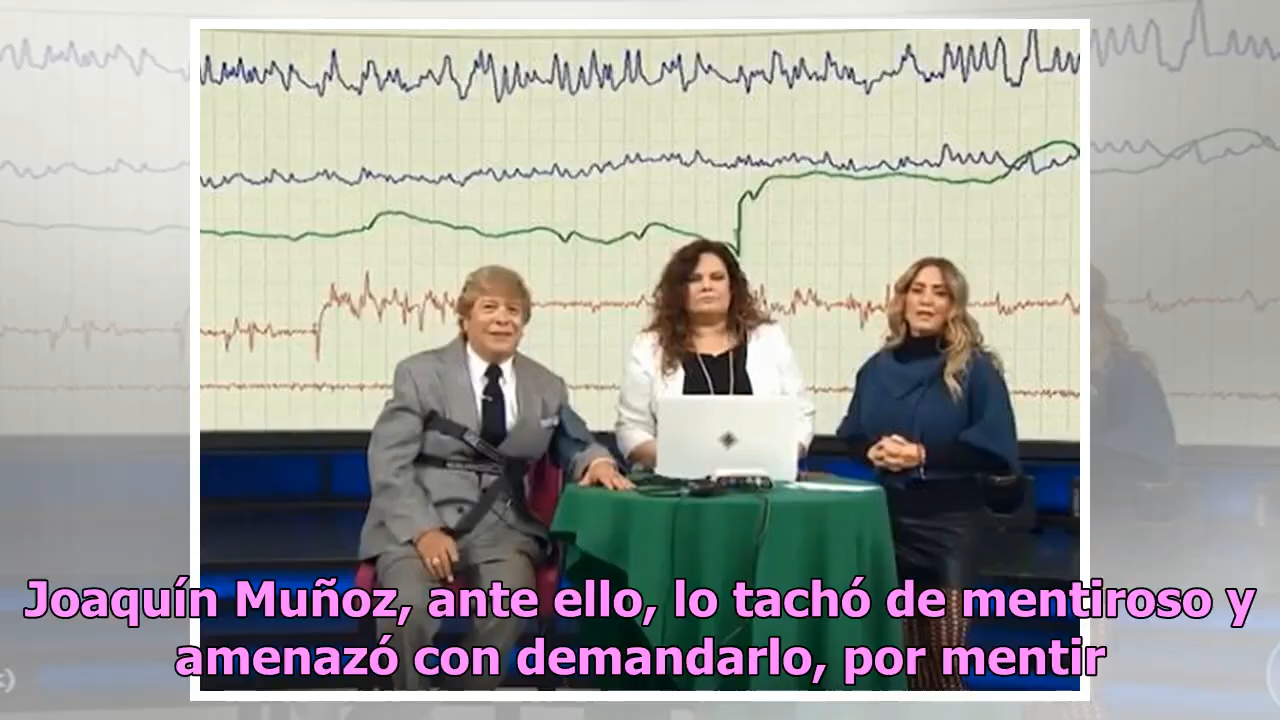 Joaquín Muñoz, ante ello, lo tachó de mentiroso y
amenazó con demandarlo, por mentir